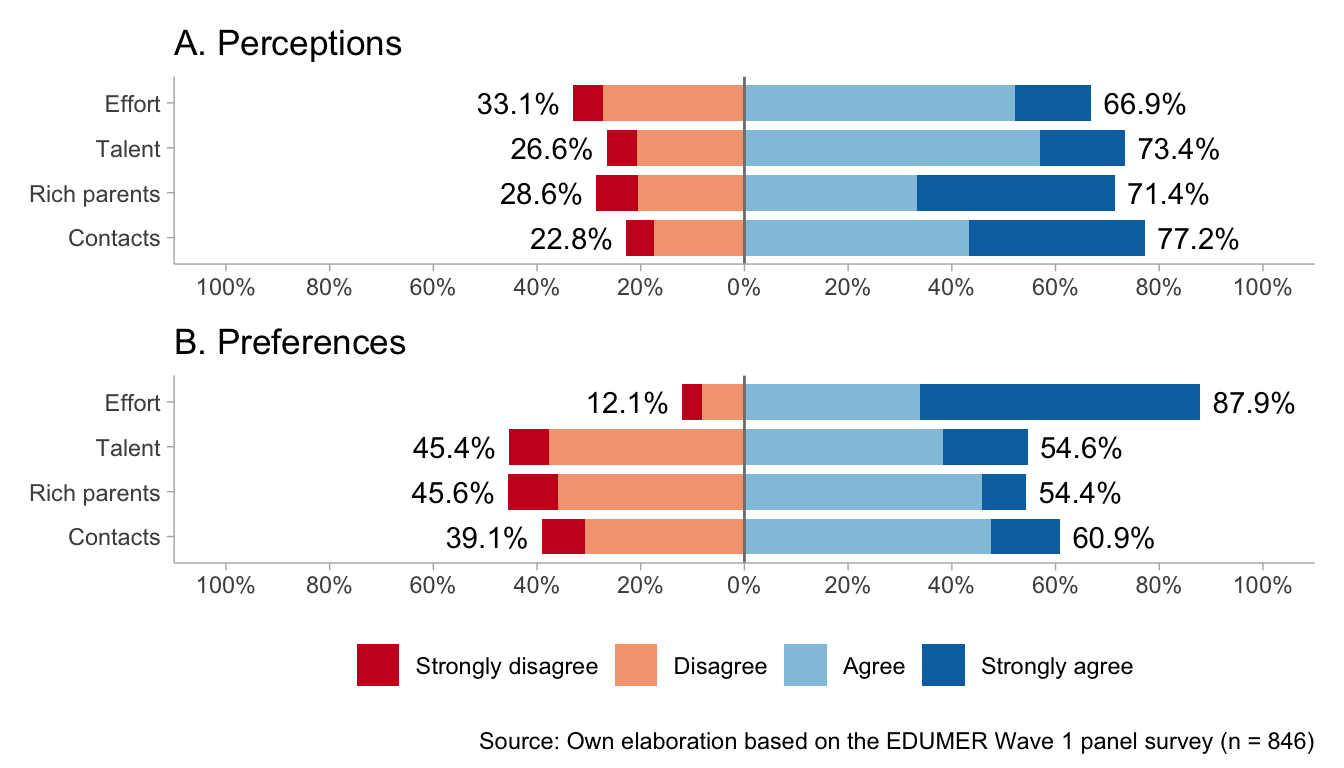 A. Perceptions
Effort 33.1% 66.9%
Talent 26.6% 73.4%
Rich parents 28.6% 71.4%
Contacts 22.8% 77.2%
100% 80% 60% 40% 20% 0% 20% 40% 60% 80% 100%
B. Preferences
Effort 12.1% 87.9%
Talent 45.4% 54.6%
Rich parents 45.6% 54.4%
Contacts 39.1% 60.9%
100% 80% 60% 40% 20% 0% 20% 40% 60% 80% 100%
Strongly disagree Disagree Agree Strongly agree
Source: Own elaboration based on the EDUMER Wave 1 panel survey (n = 846)